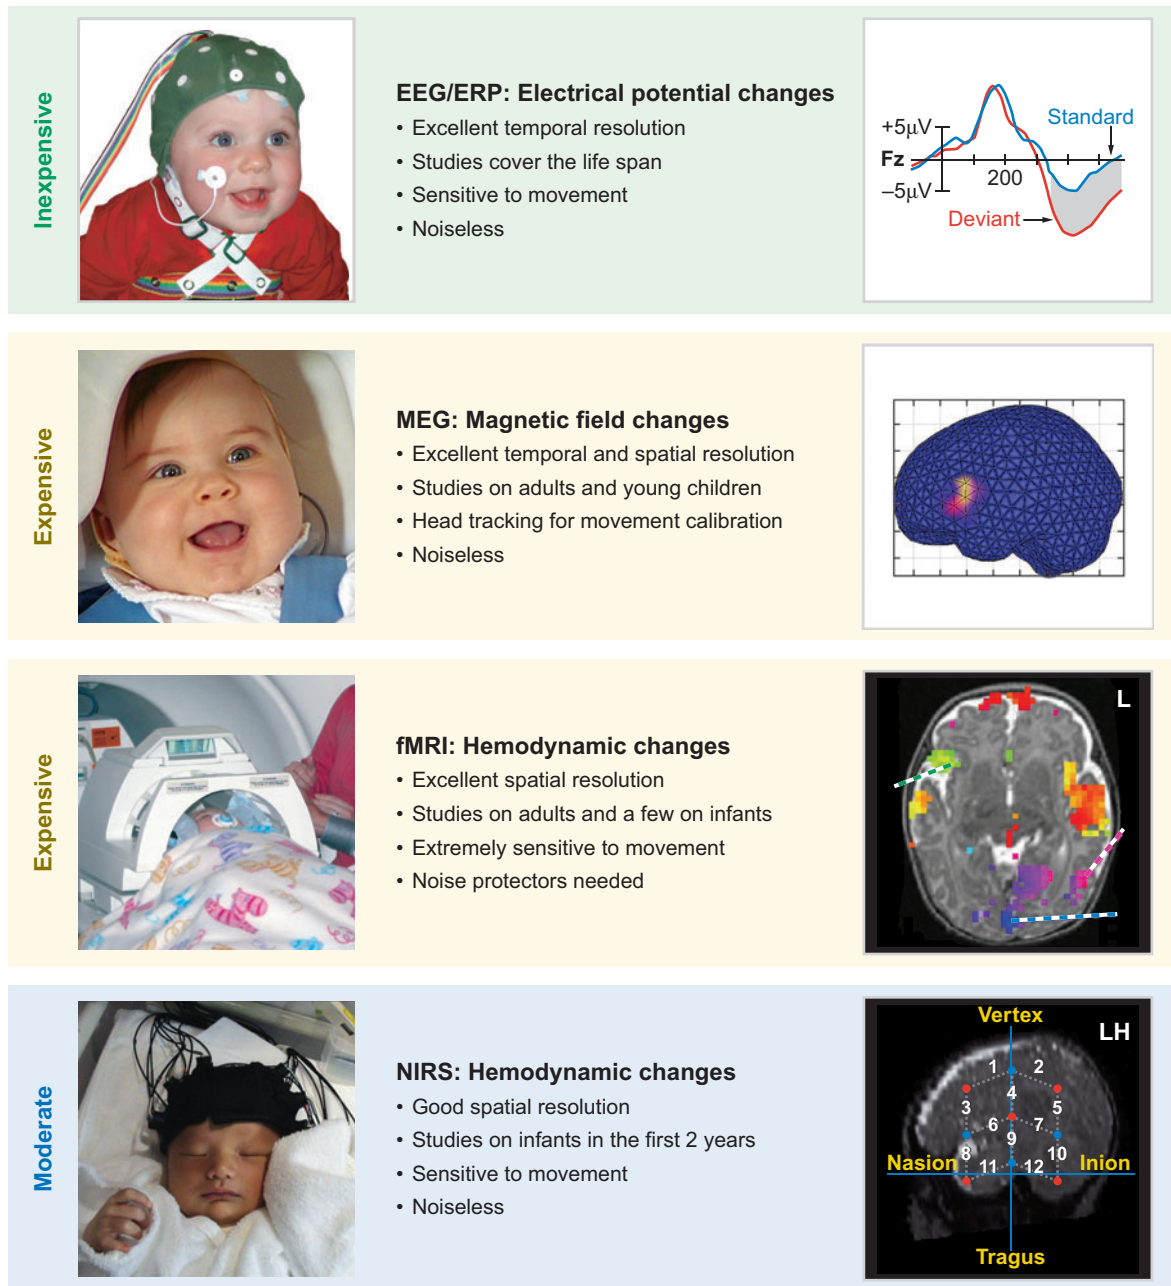 Inexpensive
EEG/ERP: Electrical potential changes
• Excellent temporal resolution
• Studies cover the life span
• Sensitive to movement
• Noiseless
+5µV
Fz
–5µV
200
Standard
Deviant
Expensive
MEG: Magnetic field changes
• Excellent temporal and spatial resolution
• Studies on adults and young children
• Head tracking for movement calibration
• Noiseless
Expensive
fMRI: Hemodynamic changes
• Excellent spatial resolution
• Studies on adults and a few on infants
• Extremely sensitive to movement
• Noise protectors needed
L
Moderate
NIRS: Hemodynamic changes
• Good spatial resolution
• Studies on infants in the first 2 years
• Sensitive to movement
• Noiseless
Vertex
LH
1 2
4
3 5
6 7
9
8 10
Nasion Inion
11 12
Tragus